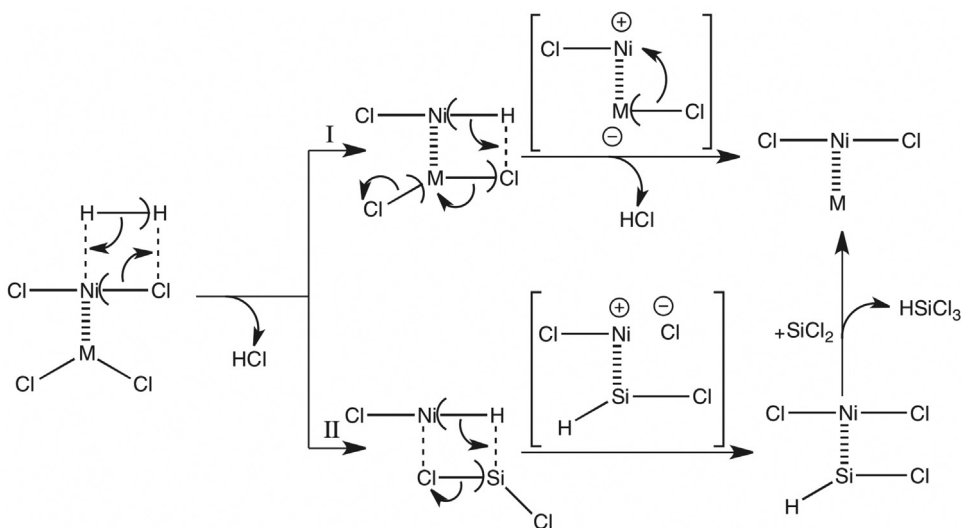 H H
Cl Ni Cl
M
Cl Cl
HCl
I
Cl Ni H
M Cl
Cl
⊕
Cl Ni
M Cl
⊖
HCl
Cl Ni Cl
M
II
Cl Ni H
Cl Si
Cl
⊕ ⊖
Cl Ni Cl
Si Cl
H
+SiCl2
HSiCl3
Cl Ni Cl
Si Cl
H